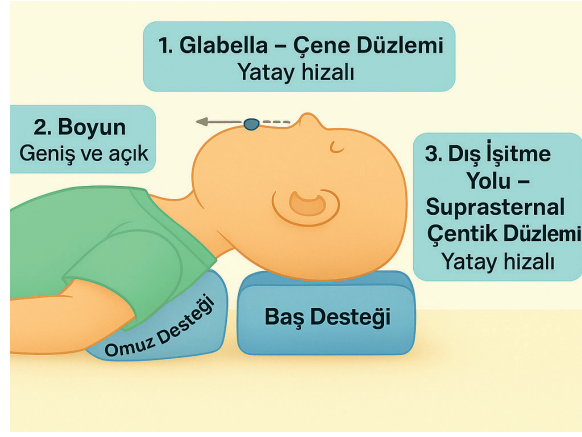 1. Glabella – Çene Düzlemi
Yatay hizalı
2. Boyun
Geniş ve açık
3. Dış İşitme
Yolu –
Suprasternal
Çentik Düzlemi
Yatay hizalı
Omuz Desteği
Baş Desteği